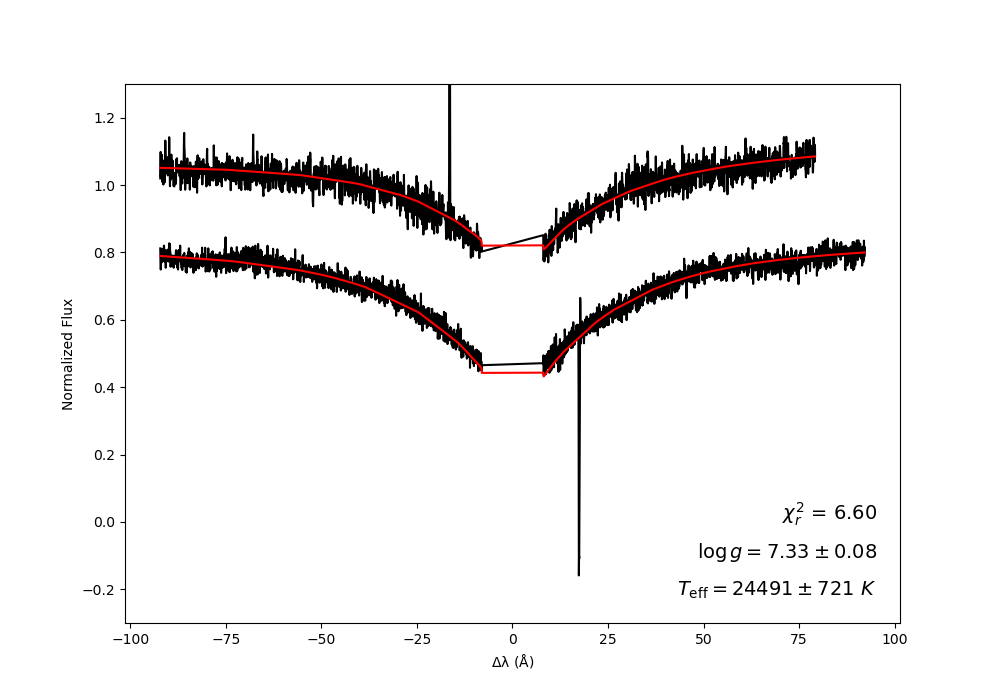 1.2
1.0
0.8
0.6
0.4
0.2
0.0
−0.2
Normalized Flux
χ²ᵣ = 6.60
log g = 7.33 ± 0.08
T_eff = 24491 ± 721 K
−100 −75 −50 −25 0 25 50 75 100
Δλ (Å)